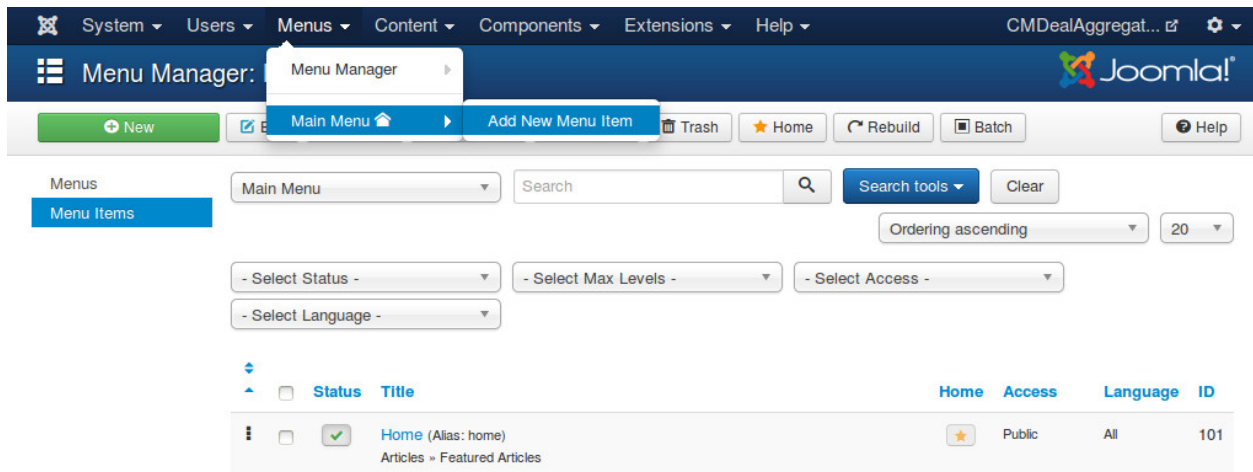 System Users Menus Content Components Extensions Help CMDealAggregat...
Menu Manager:
Joomla!
Menu Manager
Main Menu
Add New Menu Item
New
Trash
Home
Rebuild
Batch
Help
Menus
Menu Items
Main Menu
Search
Search tools
Clear
Ordering ascending
20
- Select Status -
- Select Max Levels -
- Select Access -
- Select Language -
Status Title Home Access Language ID
Home (Alias: home) Public All 101
Articles » Featured Articles